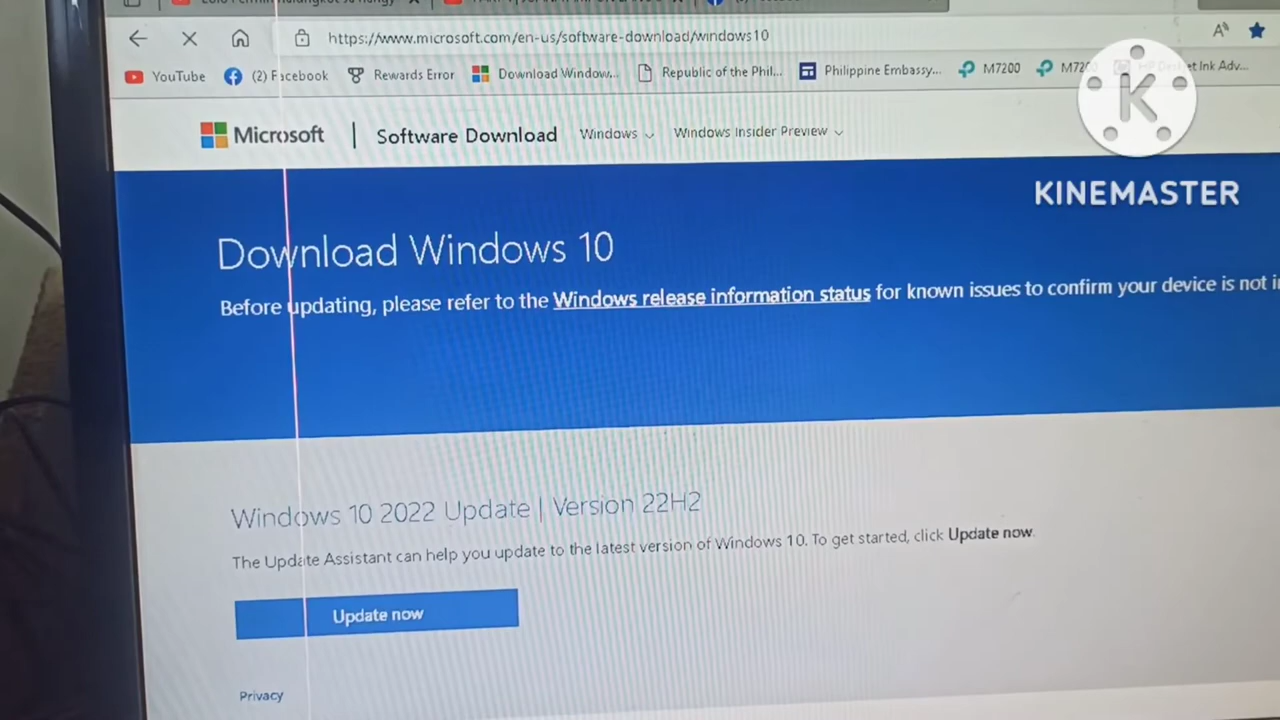 https://www.microsoft.com/en-us/software-download/windows10
YouTube (2) Facebook Rewards Error Download Window... Republic of the Phil... Philippine Embassy... M7200 M72
Microsoft Software Download Windows Windows Insider Preview
K
KINEMASTER
Download Windows 10
Before updating, please refer to the Windows release information status for known issues to confirm your device is not i
Windows 10 2022 Update | Version 22H2
The Update Assistant can help you update to the latest version of Windows 10. To get started, click Update now.
Update now
Privacy